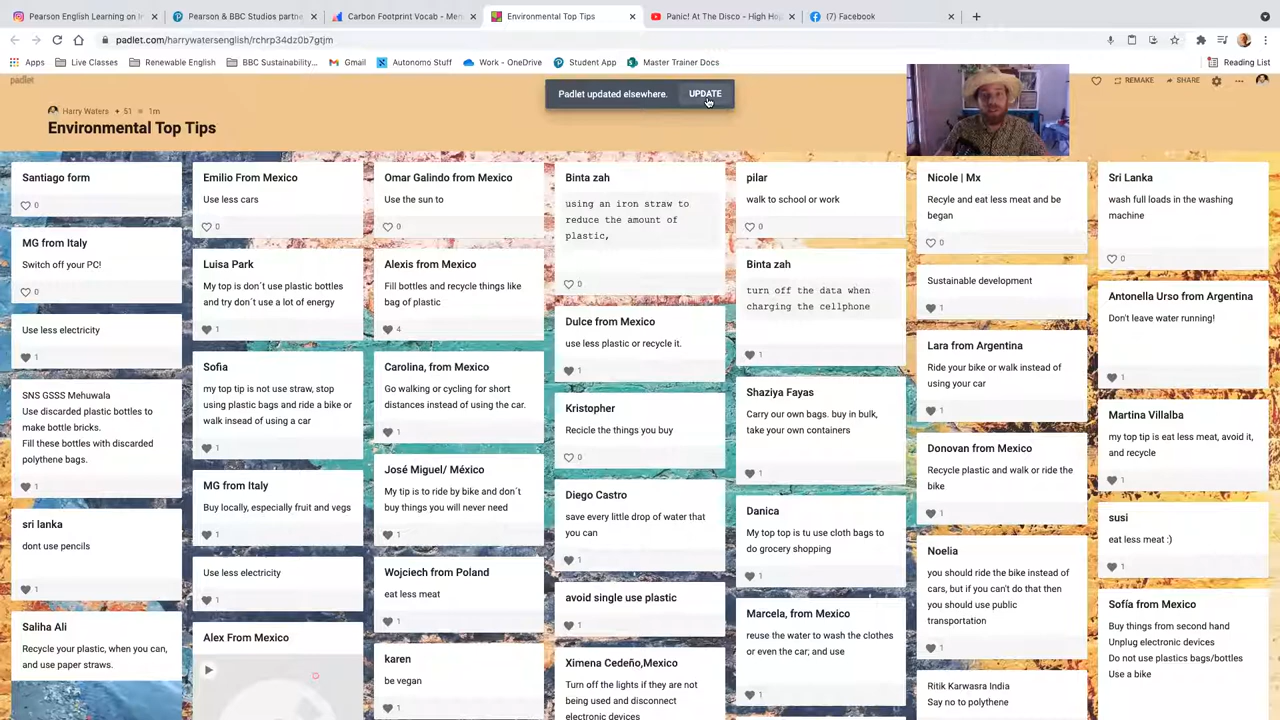 Pearson English Learning on In
Pearson & BBC Studios partne
Carbon Footprint Vocab - Men
Environmental Top Tips
Panic! At The Disco - High Ho
(7) Facebook
padlet.com/harrywatersenglish/rchrp34dz0b7gtjm
Apps
Live Classes
Renewable English
BBC Sustainability...
Gmail
Autonomo Stuff
Work - OneDrive
Student App
Master Trainer Docs
Reading List
padlet
Padlet updated elsewhere. UPDATE
REMAKE
SHARE
Harry Waters • 51 1m
Environmental Top Tips
Santiago form
0
MG from Italy
Switch off your PC!
0
Use less electricity
1
SNS GSSS Mehuwala
Use discarded plastic bottles to
make bottle bricks.
Fill these bottles with discarded
polythene bags.
1
sri lanka
dont use pencils
1
Saliha Ali
Recycle your plastic, when you can,
and use paper straws.
Emilio From Mexico
Use less cars
0
Luisa Park
My top is don´t use plastic bottles
and try don´t use a lot of energy
1
Sofia
my top tip is not use straw, stop
using plastic bags and ride a bike or
walk insead of using a car
1
MG from Italy
Buy locally, especially fruit and vegs
1
Use less electricity
1
Alex From Mexico
Omar Galindo from Mexico
Use the sun to
0
Alexis from Mexico
Fill bottles and recycle things like
bag of plastic
4
Carolina, from Mexico
Go walking or cycling for short
distances instead of using the car.
1
José Miguel/ México
My tip is to ride by bike and don´t
buy things you will never need
1
Wojciech from Poland
eat less meat
1
karen
be vegan
1
Binta zah
using an iron straw to
reduce the amount of
plastic,
0
Dulce from Mexico
use less plastic or recycle it.
1
Kristopher
Recicle the things you buy
0
Diego Castro
save every little drop of water that
you can
1
avoid single use plastic
1
Ximena Cedeño,Mexico
Turn off the lights if they are not
being used and disconnect
electronic devices
pilar
walk to school or work
0
Binta zah
turn off the data when
charging the cellphone
1
Shaziya Fayas
Carry our own bags. buy in bulk,
take your own containers
1
Danica
My top top is tu use cloth bags to
do grocery shopping
1
Marcela, from Mexico
reuse the water to wash the clothes
or even the car; and use
1
Nicole | Mx
Recyle and eat less meat and be
began
0
Sustainable development
1
Lara from Argentina
Ride your bike or walk instead of
using your car
1
Donovan from Mexico
Recycle plastic and walk or ride the
bike
1
Noelia
you should ride the bike instead of
cars, but if you can't do that then
you should use public
transportation
1
Ritik Karwasra India
Say no to polythene
Sri Lanka
wash full loads in the washing
machine
0
Antonella Urso from Argentina
Don't leave water running!
1
Martina Villalba
my top tip is eat less meat, avoid it,
and recycle
1
susi
eat less meat :)
1
Sofía from Mexico
Buy things from second hand
Unplug electronic devices
Do not use plastics bags/bottles
Use a bike